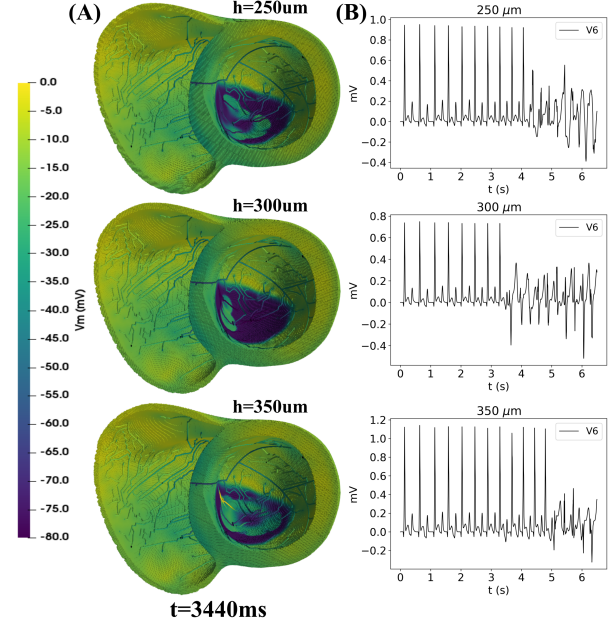 (A)
h=250um
(B)
0.0
-5.0
-10.0
-15.0
-20.0
-25.0
-30.0
-35.0
-40.0
-45.0
-50.0
-55.0
-60.0
-65.0
-70.0
-75.0
-80.0
Vm (mV)
h=300um
h=350um
t=3440ms
250 μm
V6
mV
1.0
0.8
0.6
0.4
0.2
0.0
−0.2
−0.4
0 1 2 3 4 5 6
t (s)
300 μm
V6
mV
0.8
0.6
0.4
0.2
0.0
−0.2
−0.4
0 1 2 3 4 5 6
t (s)
350 μm
V6
mV
1.2
1.0
0.8
0.6
0.4
0.2
0.0
−0.2
0 1 2 3 4 5 6
t (s)